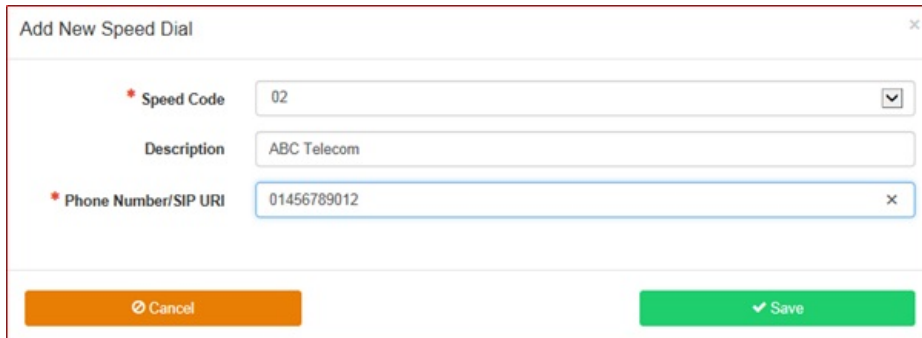 Add New Speed Dial ×
* Speed Code 02
Description ABC Telecom
* Phone Number/SIP URI 01456789012 ×
Cancel Save